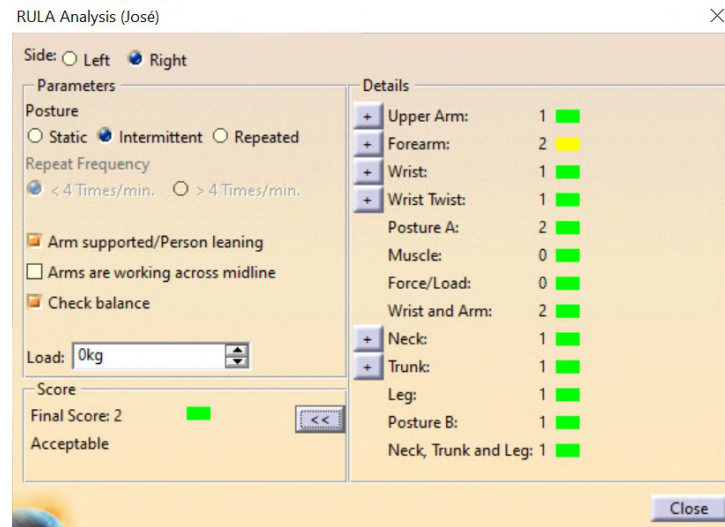 RULA Analysis (José)
Side: Left Right
Parameters
Posture
Static Intermittent Repeated
Repeat Frequency
< 4 Times/min. > 4 Times/min.
Arm supported/Person leaning
Arms are working across midline
Check balance
Load: 0kg
Score
Final Score: 2
<<
Acceptable
Details
+ Upper Arm: 1
+ Forearm: 2
+ Wrist: 1
+ Wrist Twist: 1
Posture A: 2
Muscle: 0
Force/Load: 0
Wrist and Arm: 2
+ Neck: 1
+ Trunk: 1
Leg: 1
Posture B: 1
Neck, Trunk and Leg: 1
Close